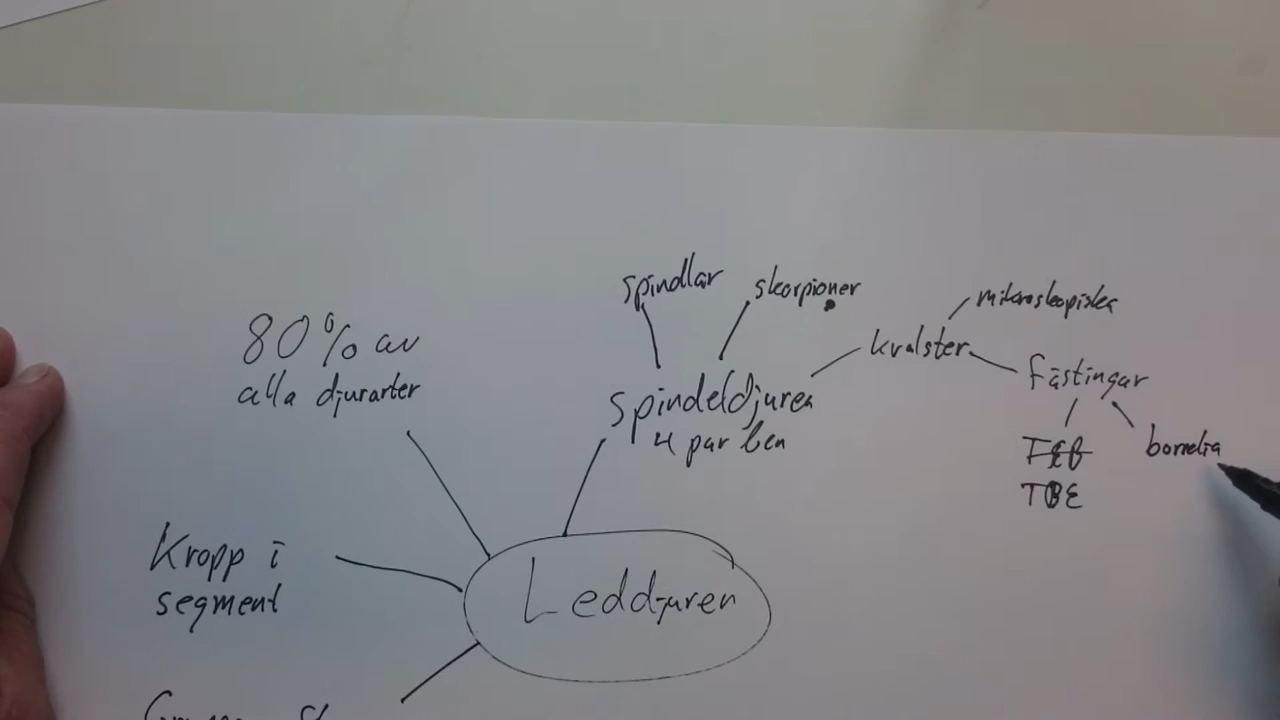 spindlar
skorpioner
mikroskopiska
kvalster
80% av
alla djurarter
fästingar
Spindeldjuren
4 par ben
borrelia
TBE
Kropp i
segment
Leddjuren